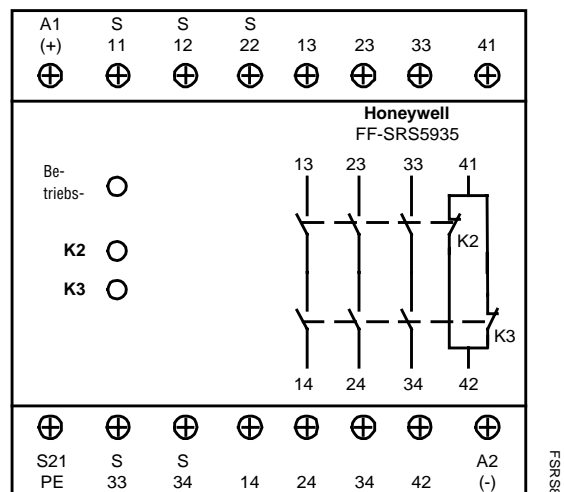 A1 S S S
(+) 11 12 22 13 23 33 41
Honeywell
FF-SRS5935
13 23 33 41
Be-
triebs-
K2
K2
K3
K3
14 24 34 42
S21 S S A2
PE 33 34 14 24 34 42 (-)